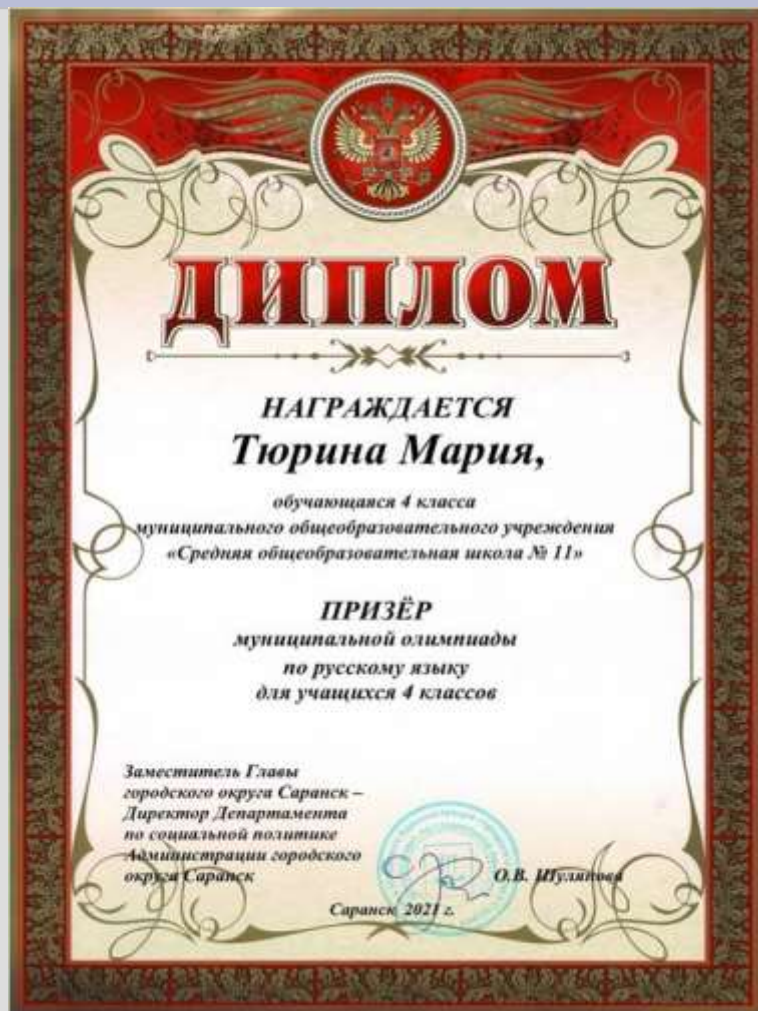 ДИПЛОМ
НАГРАЖДАЕТСЯ
Тюрина Мария,
обучающаяся 4 класса
муниципального общеобразовательного учреждения
«Средняя общеобразовательная школа № 11»
ПРИЗЁР
муниципальной олимпиады
по русскому языку
для учащихся 4 классов
Заместитель Главы
городского округа Саранск –
Директор Департамента
по социальной политике
Администрации городского
округа Саранск
О.В. Шулянова
Саранск 2021 г.